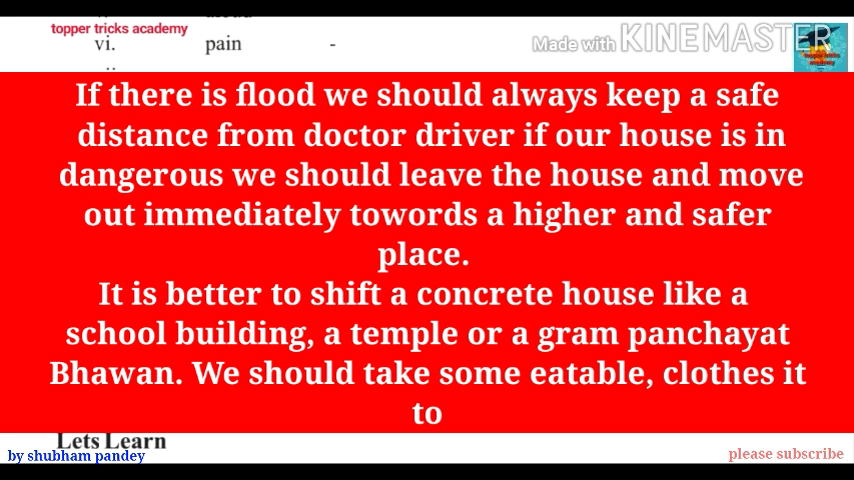 topper tricks academy
vi. pain -
Made with KINEMASTER
If there is flood we should always keep a safe
distance from doctor driver if our house is in
dangerous we should leave the house and move
out immediately towords a higher and safer
place.
It is better to shift a concrete house like a
school building, a temple or a gram panchayat
Bhawan. We should take some eatable, clothes it
to
Lets Learn
by shubham pandey
please subscribe